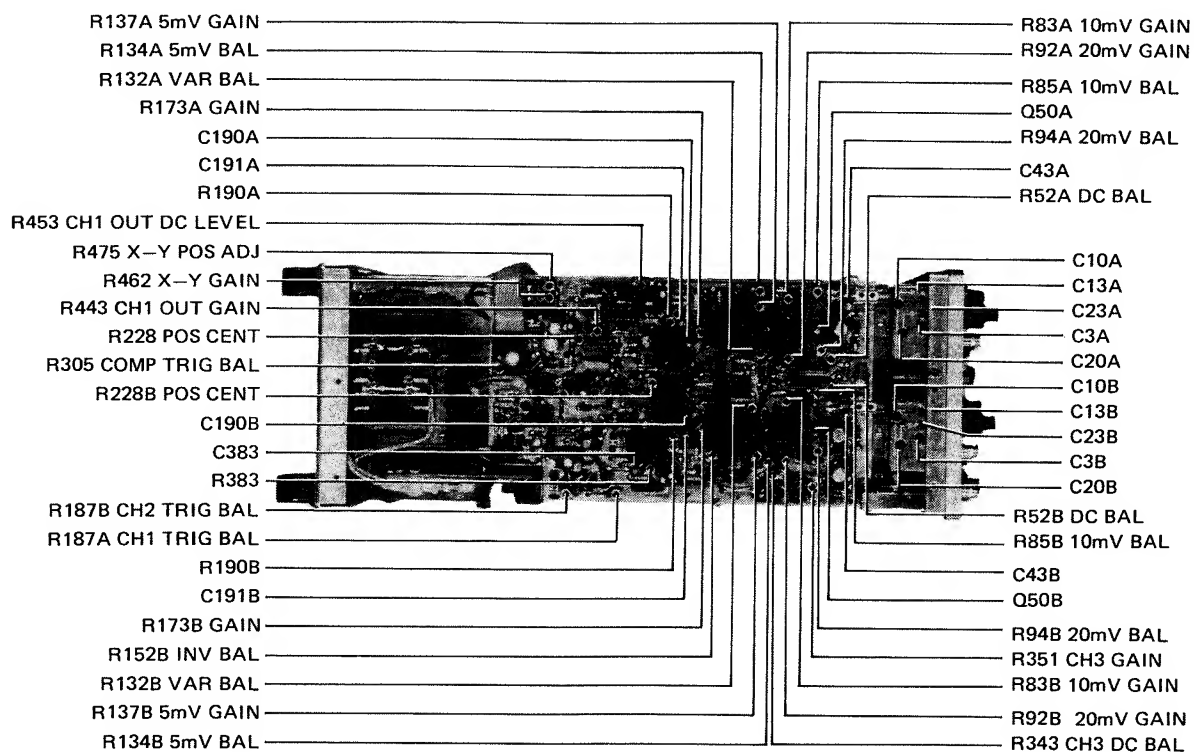 R137A 5mV GAIN
R134A 5mV BAL
R132A VAR BAL
R173A GAIN
C190A
C191A
R190A
R453 CH1 OUT DC LEVEL
R475 X–Y POS ADJ
R462 X–Y GAIN
R443 CH1 OUT GAIN
R228 POS CENT
R305 COMP TRIG BAL
R228B POS CENT
C190B
C383
R383
R187B CH2 TRIG BAL
R187A CH1 TRIG BAL
R190B
C191B
R173B GAIN
R152B INV BAL
R132B VAR BAL
R137B 5mV GAIN
R134B 5mV BAL
R83A 10mV GAIN
R92A 20mV GAIN
R85A 10mV BAL
Q50A
R94A 20mV BAL
C43A
R52A DC BAL
C10A
C13A
C23A
C3A
C20A
C10B
C13B
C23B
C3B
C20B
R52B DC BAL
R85B 10mV BAL
C43B
Q50B
R94B 20mV BAL
R351 CH3 GAIN
R83B 10mV GAIN
R92B 20mV GAIN
R343 CH3 DC BAL